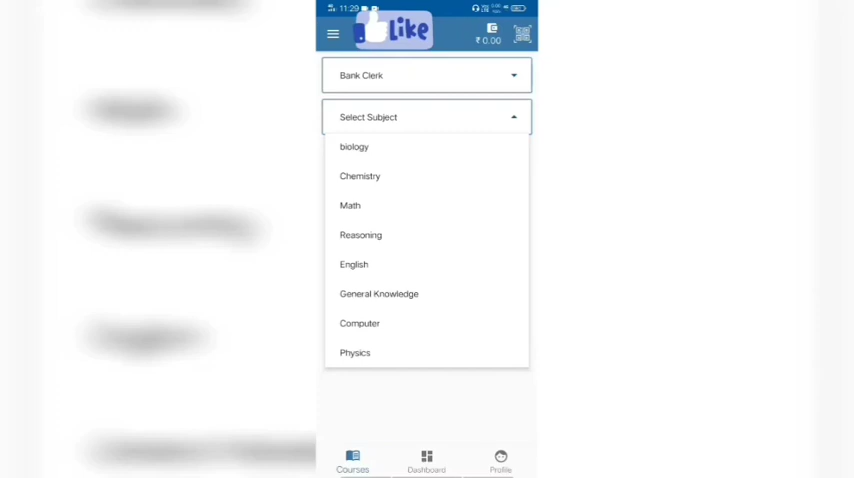 11:29
Like
₹ 0.00
Bank Clerk
Select Subject
biology
Chemistry
Math
Reasoning
English
General Knowledge
Computer
Physics
Courses
Dashboard
Profile